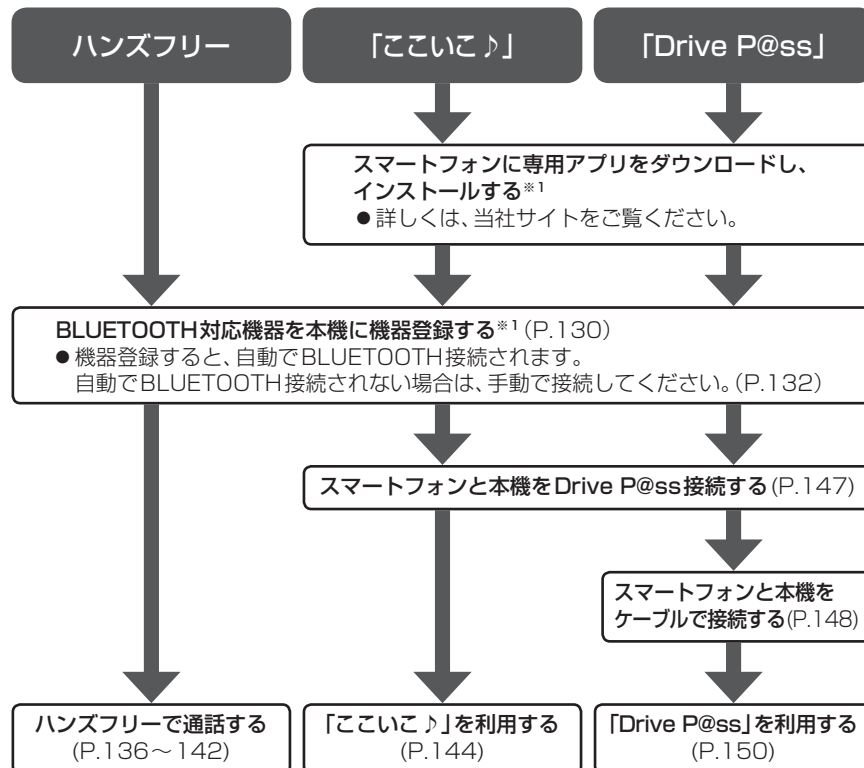 ハンズフリー
「ここいこ♪」
「Drive P@ss」
スマートフォンに専用アプリをダウンロードし、
インストールする※1
●詳しくは、当社サイトをご覧ください。
BLUETOOTH対応機器を本機に機器登録する※1(P.130)
●機器登録すると、自動でBLUETOOTH接続されます。
自動でBLUETOOTH接続されない場合は、手動で接続してください。(P.132)
スマートフォンと本機をDrive P@ss接続する(P.147)
スマートフォンと本機を
ケーブルで接続する(P.148)
ハンズフリーで通話する
(P.136～142)
「ここいこ♪」を利用する
(P.144)
「Drive P@ss」を利用する
(P.150)